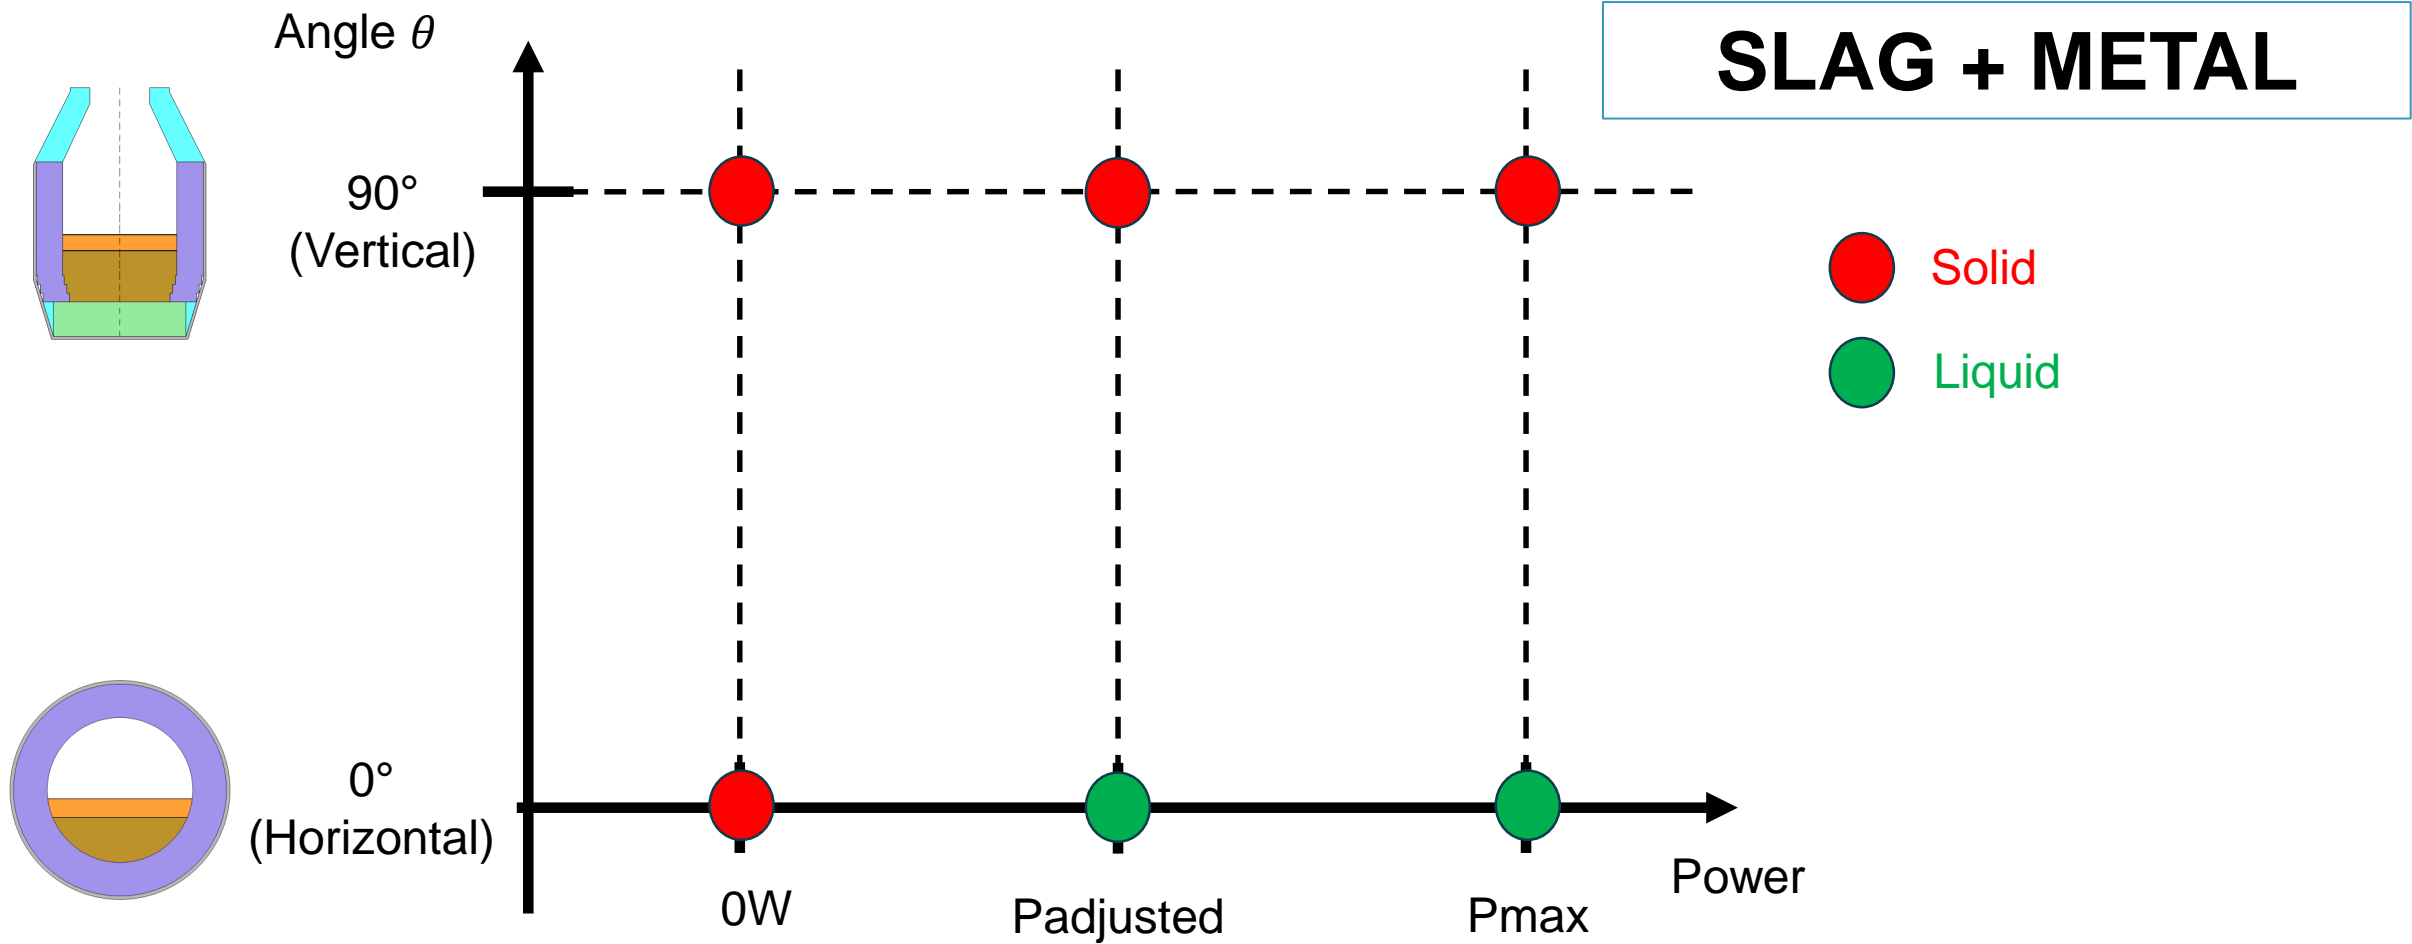 Angle θ
SLAG + METAL
90°
(Vertical)
Solid
Liquid
0°
(Horizontal)
Power
0W
Padjusted
Pmax